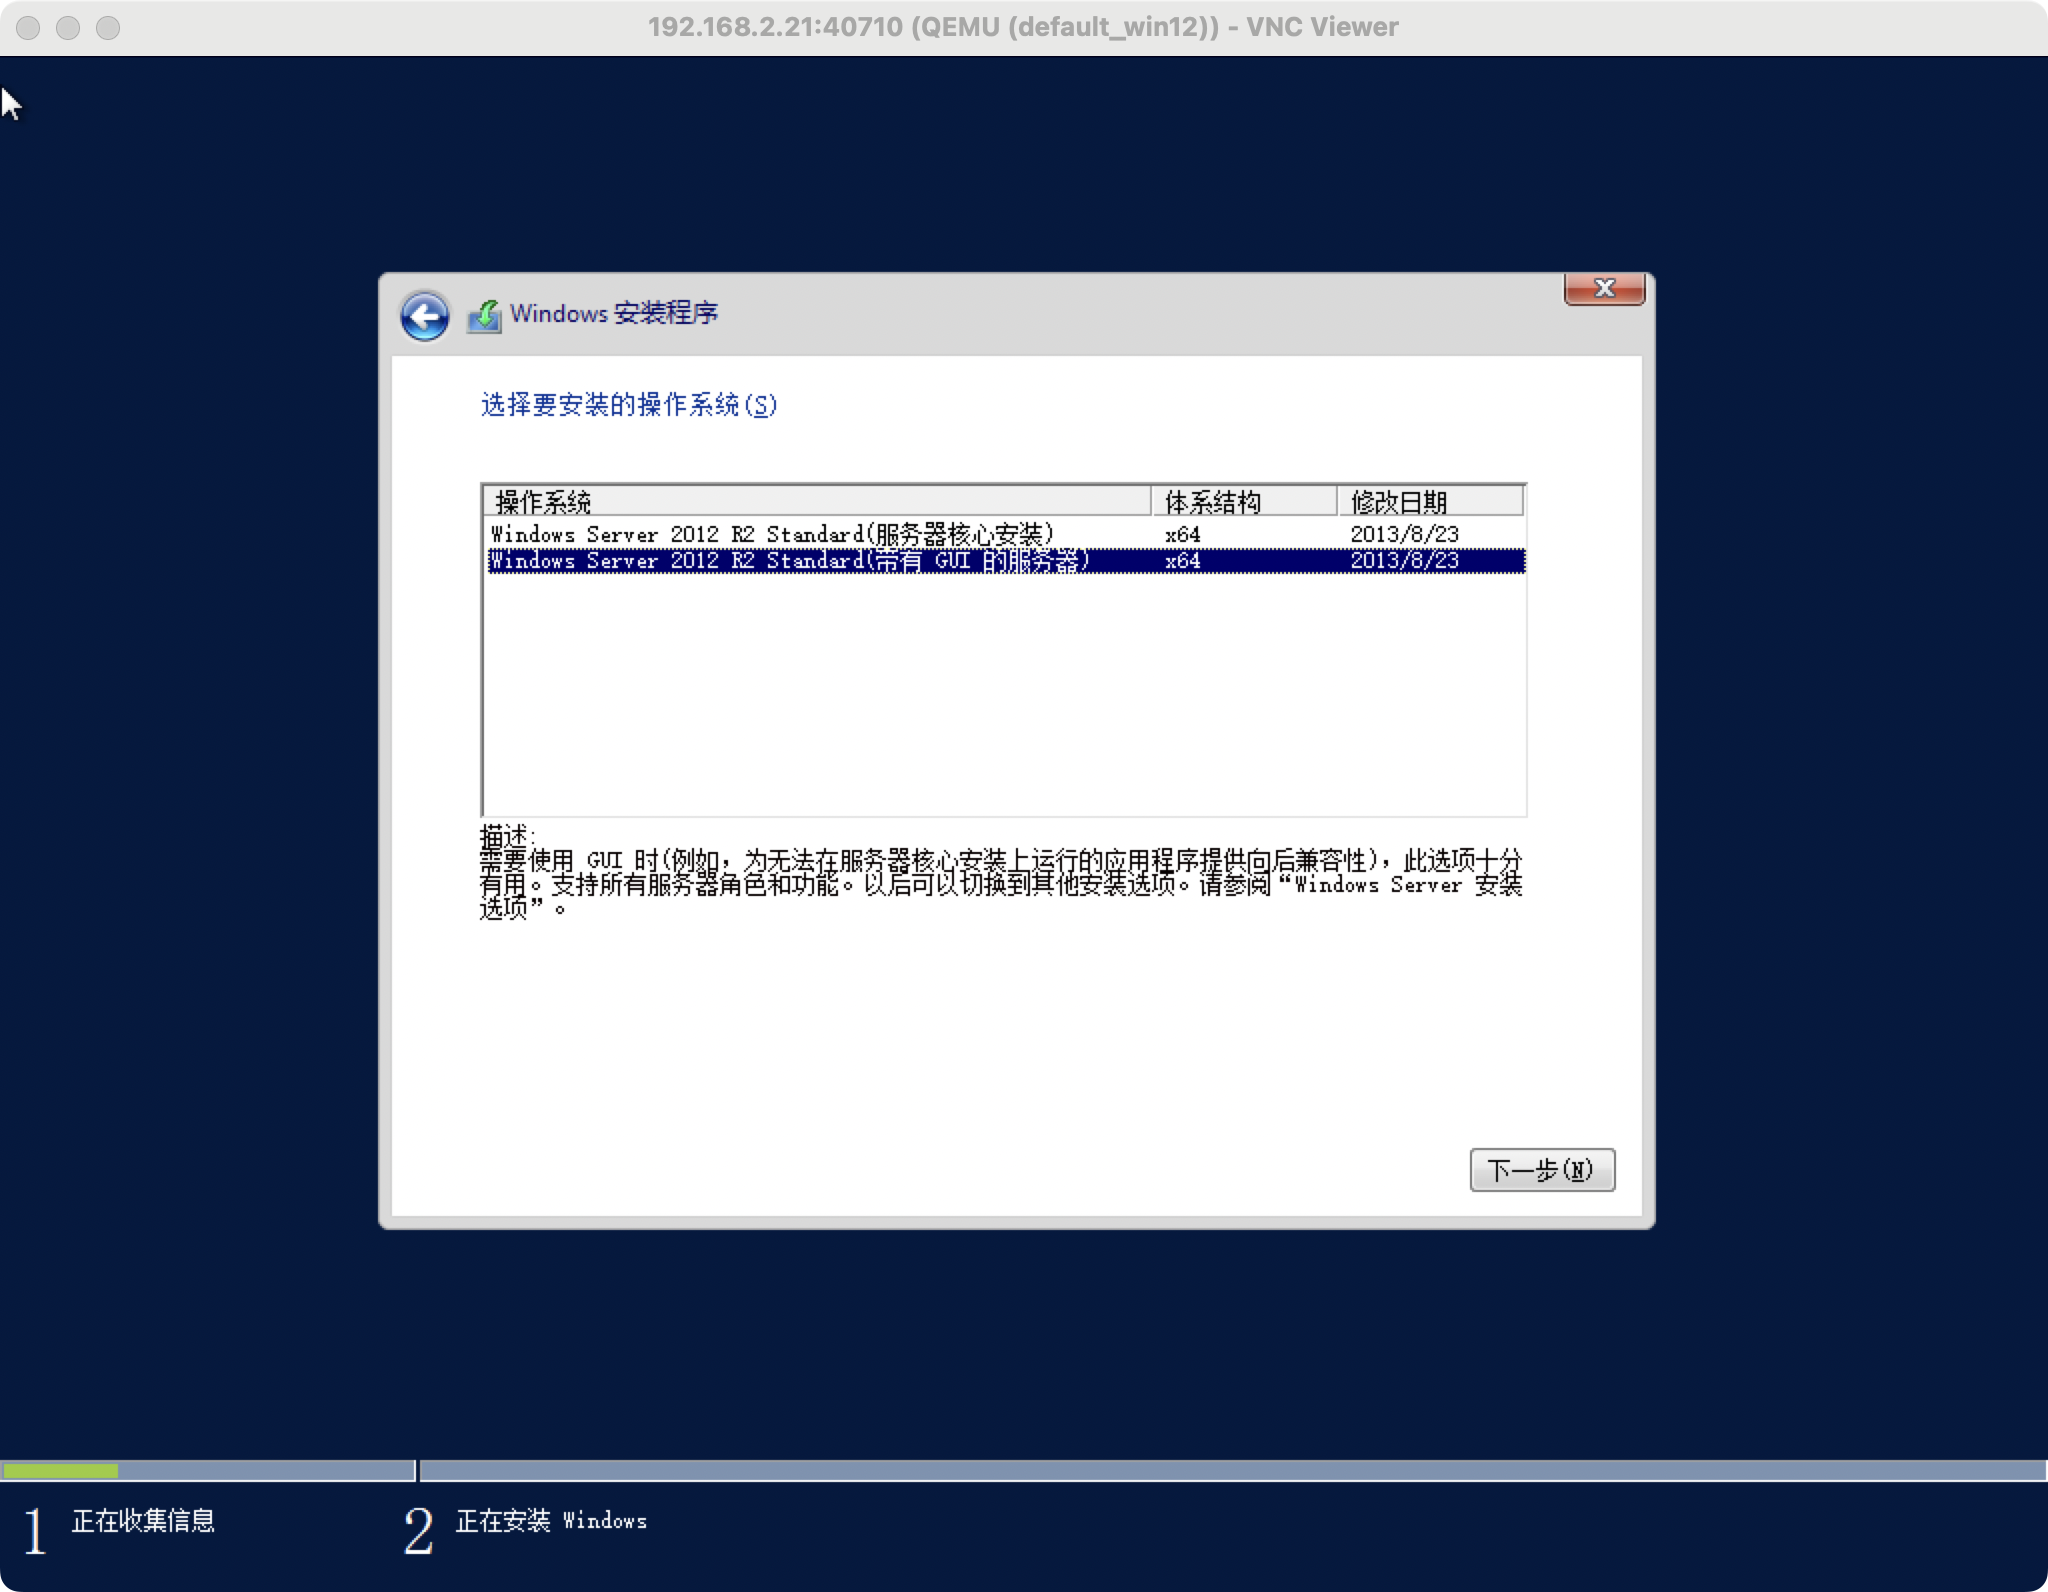 192.168.2.21:40710 (QEMU (default_win12)) - VNC Viewer
Windows 安装程序
选择要安装的操作系统(S)
操作系统 体系结构 修改日期
Windows Server 2012 R2 Standard(服务器核心安装) x64 2013/8/23
Windows Server 2012 R2 Standard(带有 GUI 的服务器) x64 2013/8/23
描述:
需要使用 GUI 时(例如，为无法在服务器核心安装上运行的应用程序提供向后兼容性)，此选项十分
有用。支持所有服务器角色和功能。以后可以切换到其他安装选项。请参阅“Windows Server 安装
选项”。
下一步(N)
1 正在收集信息 2 正在安装 Windows